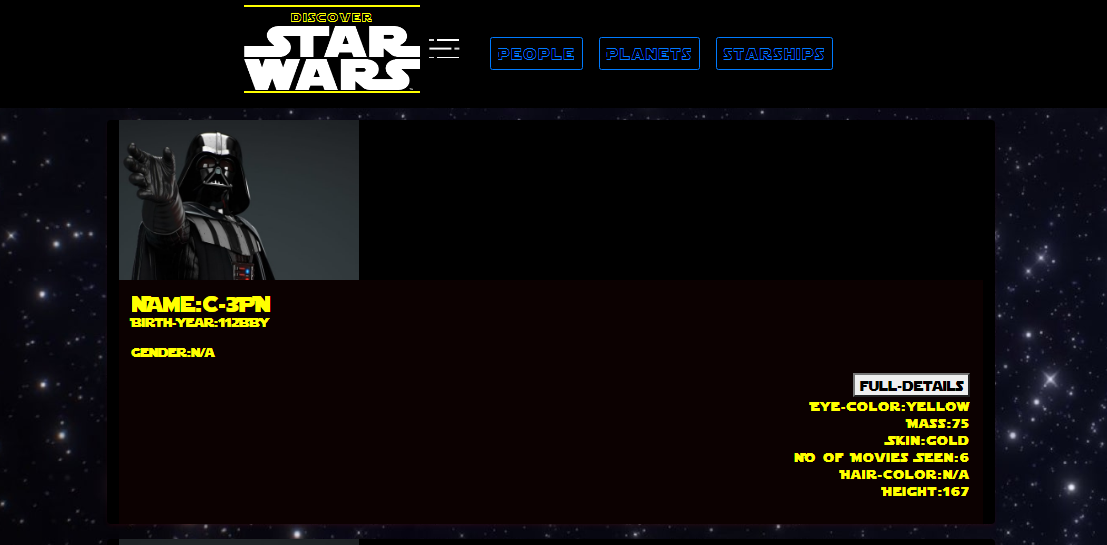 DISCOVER
STAR
WARS
PEOPLE
PLANETS
STARSHIPS
NAME:C-3PN
BIRTH-YEAR:112BBY
GENDER:N/A
FULL-DETAILS
EYE-COLOR:YELLOW
MASS:75
SKIN:GOLD
NO OF MOVIES SEEN:6
HAIR-COLOR:N/A
HEIGHT:167